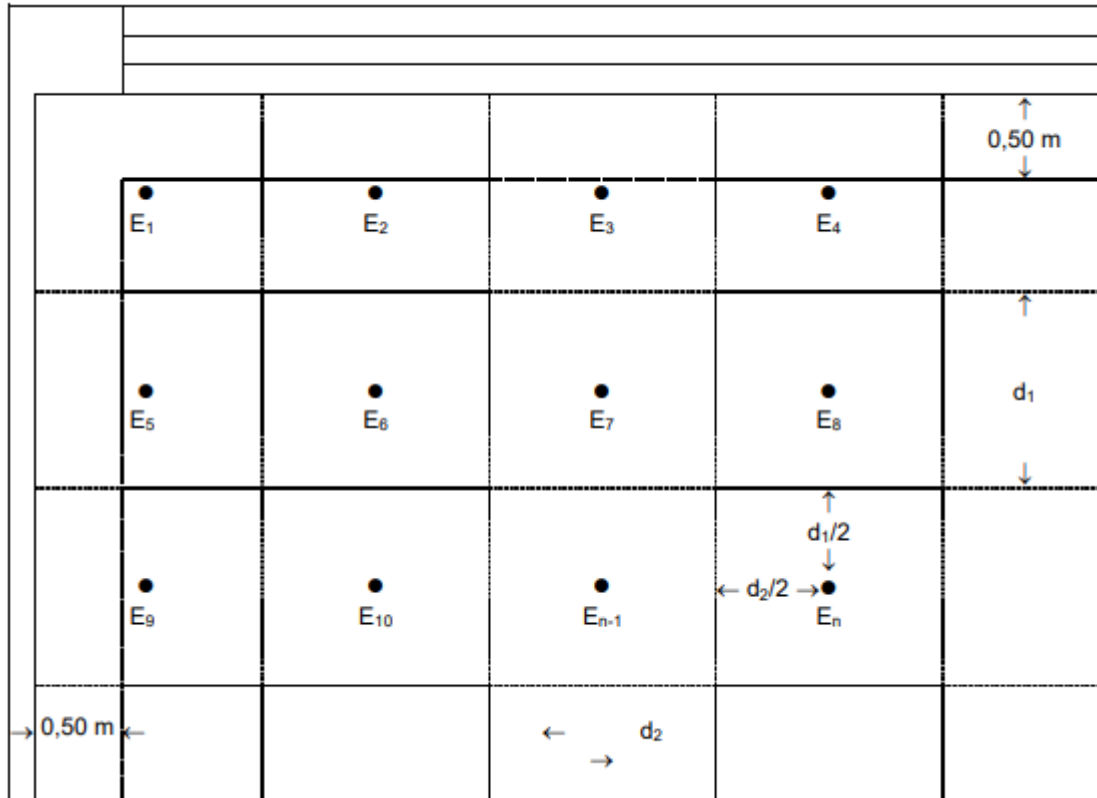 0,50 m
E₁ E₂ E₃ E₄
d₁
E₅ E₆ E₇ E₈
d₁/2
d₂/2
E₉ E₁₀ Eₙ₋₁ Eₙ
0,50 m
d₂